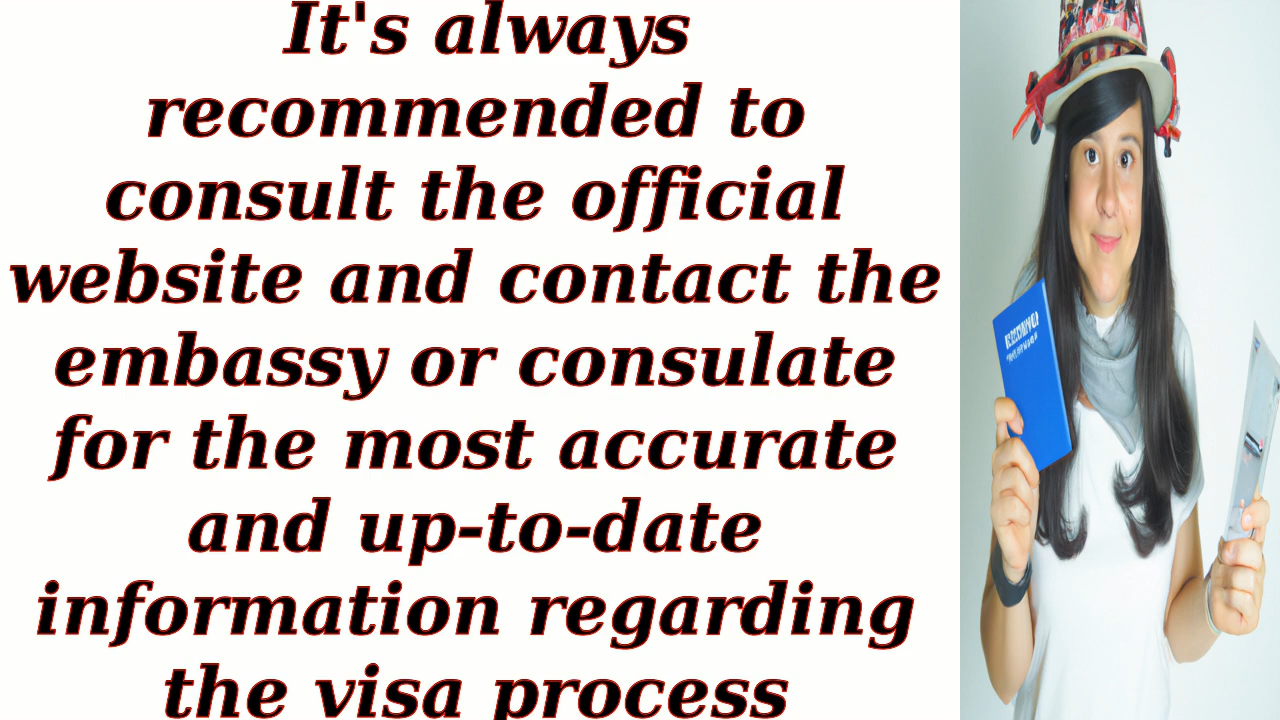 It's always
recommended to
consult the official
website and contact the
embassy or consulate
for the most accurate
and up-to-date
information regarding
the visa process